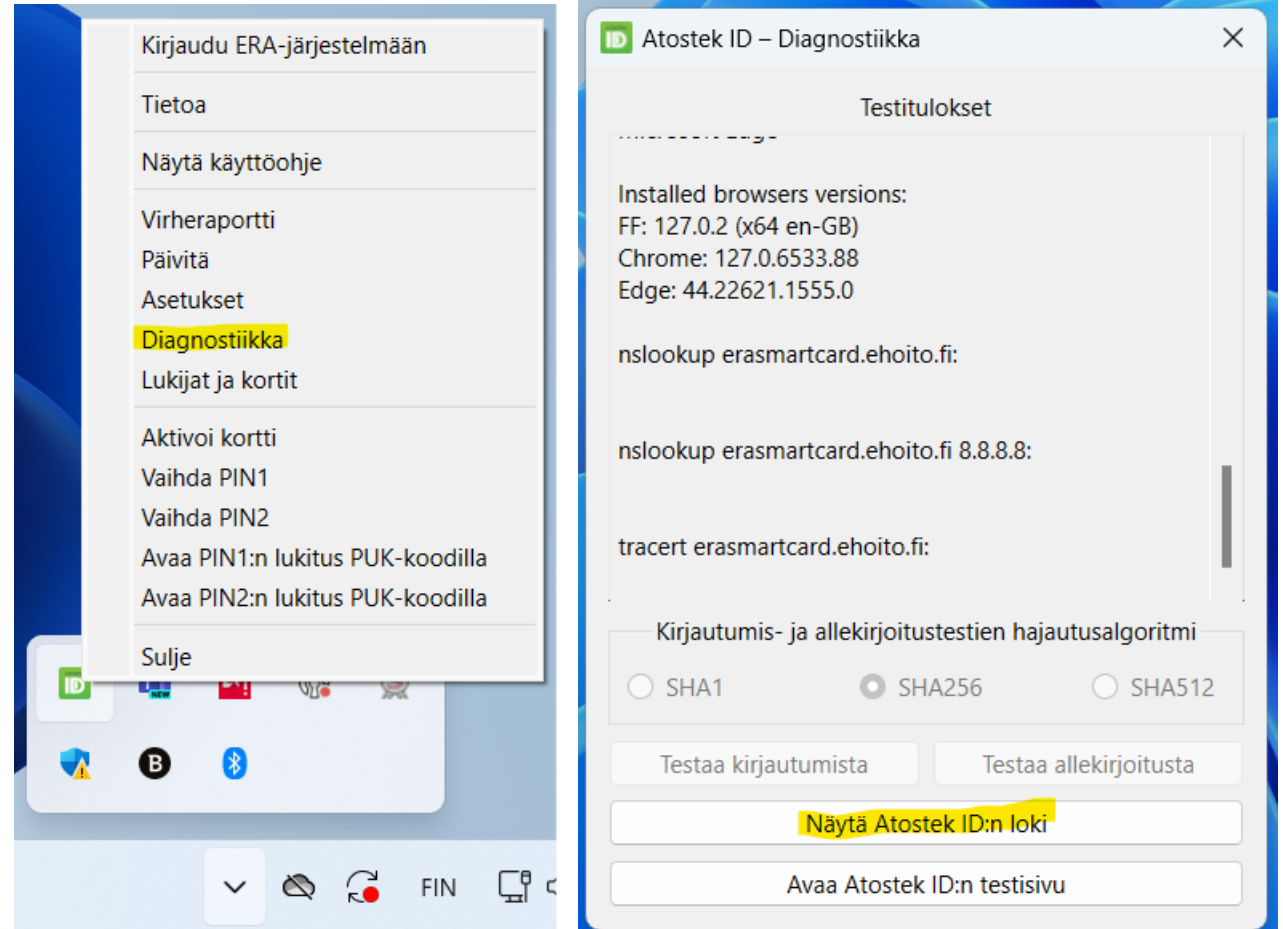 Kirjaudu ERA-järjestelmään
Tietoa
Näytä käyttöohje
Virheraportti
Päivitä
Asetukset
Diagnostiikka
Lukijat ja kortit
Aktivoi kortti
Vaihda PIN1
Vaihda PIN2
Avaa PIN1:n lukitus PUK-koodilla
Avaa PIN2:n lukitus PUK-koodilla
Sulje
ID
NEW
B
FIN
ID Atostek ID – Diagnostiikka
Testitulokset
Installed browsers versions:
FF: 127.0.2 (x64 en-GB)
Chrome: 127.0.6533.88
Edge: 44.22621.1555.0
nslookup erasmartcard.ehoito.fi:
nslookup erasmartcard.ehoito.fi 8.8.8.8:
tracert erasmartcard.ehoito.fi:
Kirjautumis- ja allekirjoitustestien hajautusalgoritmi
SHA1 SHA256 SHA512
Testaa kirjautumista Testaa allekirjoitusta
Näytä Atostek ID:n loki
Avaa Atostek ID:n testisivu